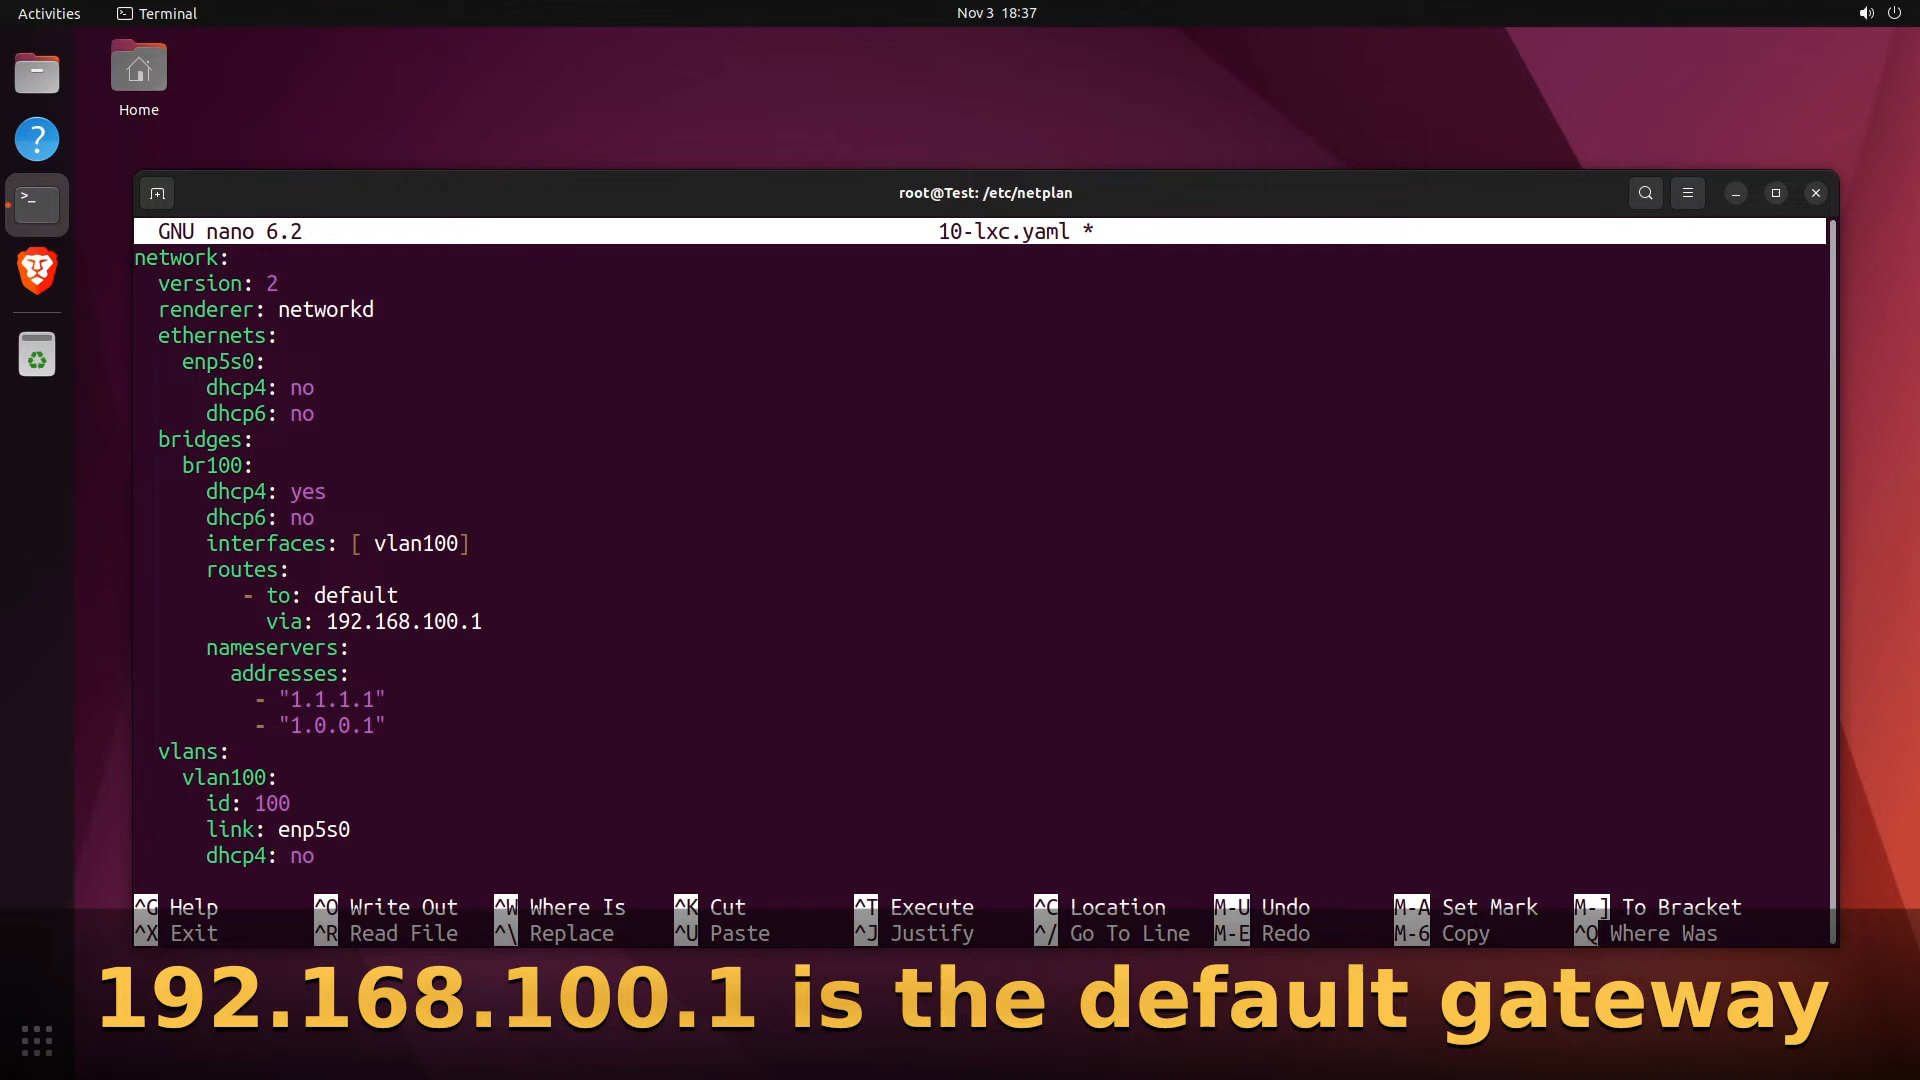 Activities Terminal Nov 3 18:37
Home
root@Test: /etc/netplan
GNU nano 6.2 10-lxc.yaml *
network:
  version: 2
  renderer: networkd
  ethernets:
    enp5s0:
      dhcp4: no
      dhcp6: no
  bridges:
    br100:
      dhcp4: yes
      dhcp6: no
      interfaces: [ vlan100]
      routes:
         - to: default
           via: 192.168.100.1
      nameservers:
        addresses:
          - "1.1.1.1"
          - "1.0.0.1"
  vlans:
    vlan100:
      id: 100
      link: enp5s0
      dhcp4: no
^G Help ^O Write Out ^W Where Is ^K Cut ^T Execute ^C Location M-U Undo M-A Set Mark M-] To Bracket
^X Exit ^R Read File ^\ Replace ^U Paste ^J Justify ^/ Go To Line M-E Redo M-6 Copy ^Q Where Was
192.168.100.1 is the default gateway